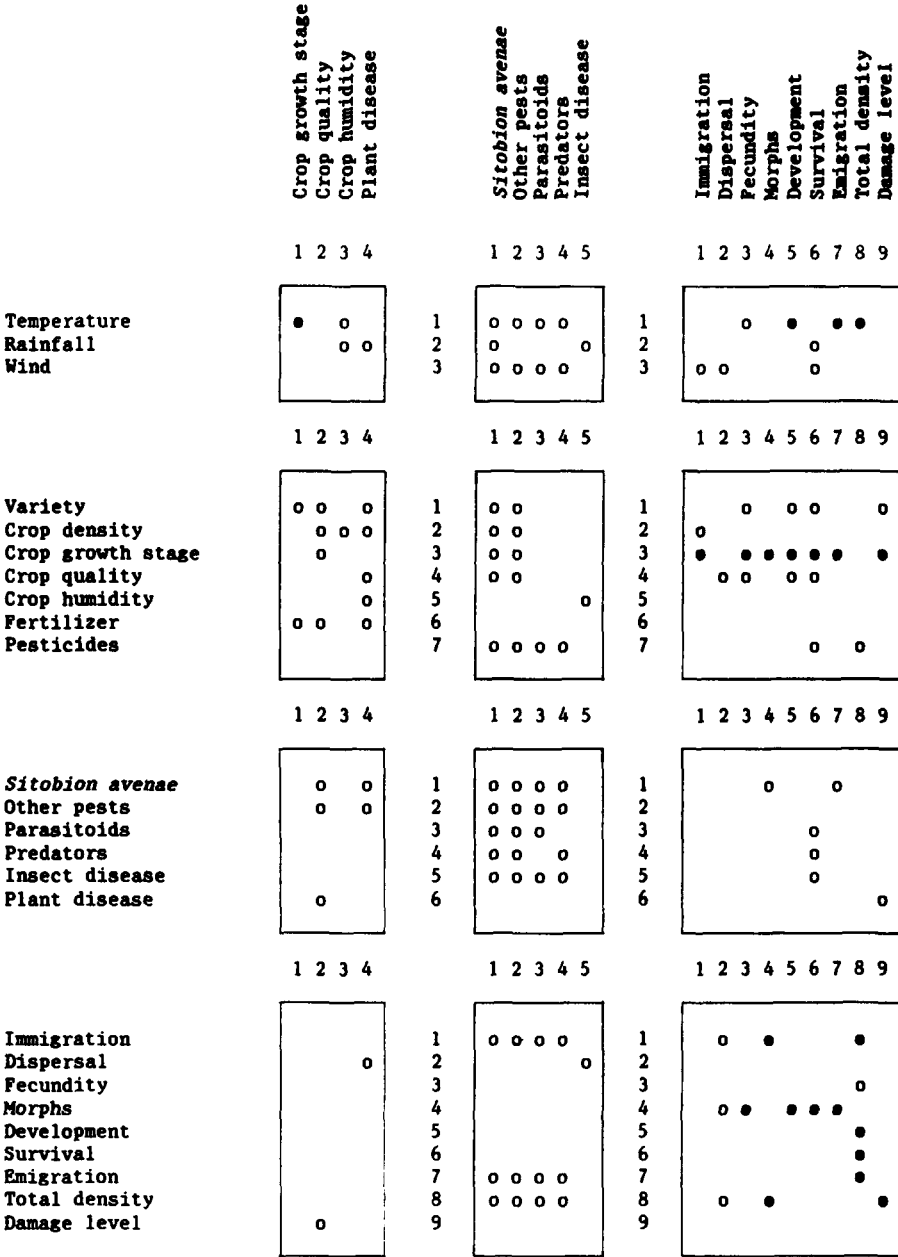 Crop growth stage
Crop quality
Crop humidity
Plant disease
Sitobion avenae
Other pests
Parasitoids
Predators
Insect disease
Immigration
Dispersal
Fecundity
Morphs
Development
Survival
Emigration
Total density
Damage level
1 2 3 4 1 2 3 4 5 1 2 3 4 5 6 7 8 9
Temperature 1 1
Rainfall 2 2
Wind 3 3
1 2 3 4 1 2 3 4 5 1 2 3 4 5 6 7 8 9
Variety 1 1
Crop density 2 2
Crop growth stage 3 3
Crop quality 4 4
Crop humidity 5 5
Fertilizer 6 6
Pesticides 7 7
1 2 3 4 1 2 3 4 5 1 2 3 4 5 6 7 8 9
Sitobion avenae 1 1
Other pests 2 2
Parasitoids 3 3
Predators 4 4
Insect disease 5 5
Plant disease 6 6
1 2 3 4 1 2 3 4 5 1 2 3 4 5 6 7 8 9
Immigration 1 1
Dispersal 2 2
Fecundity 3 3
Morphs 4 4
Development 5 5
Survival 6 6
Emigration 7 7
Total density 8 8
Damage level 9 9